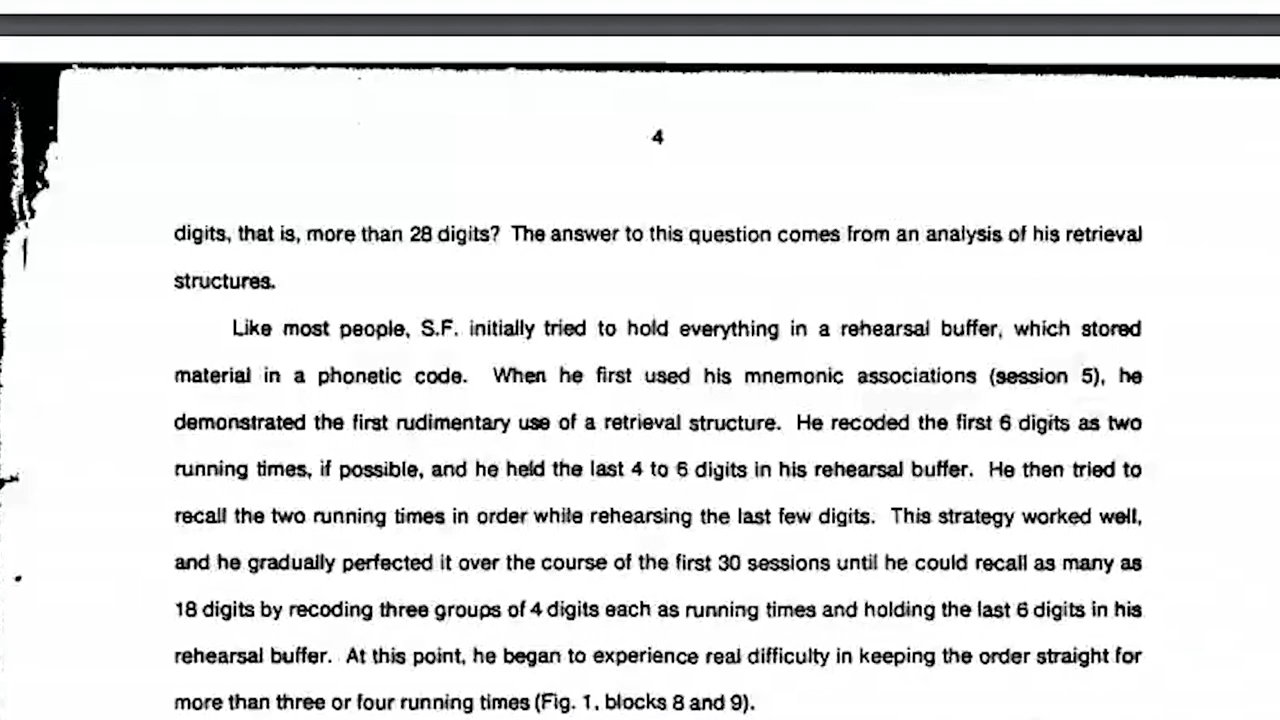 4
digits, that is, more than 28 digits? The answer to this question comes from an analysis of his retrieval
structures.
Like most people, S.F. initially tried to hold everything in a rehearsal buffer, which stored
material in a phonetic code. When he first used his mnemonic associations (session 5), he
demonstrated the first rudimentary use of a retrieval structure. He recoded the first 6 digits as two
running times, if possible, and he held the last 4 to 6 digits in his rehearsal buffer. He then tried to
recall the two running times in order while rehearsing the last few digits. This strategy worked well,
and he gradually perfected it over the course of the first 30 sessions until he could recall as many as
18 digits by recoding three groups of 4 digits each as running times and holding the last 6 digits in his
rehearsal buffer. At this point, he began to experience real difficulty in keeping the order straight for
more than three or four running times (Fig. 1, blocks 8 and 9).